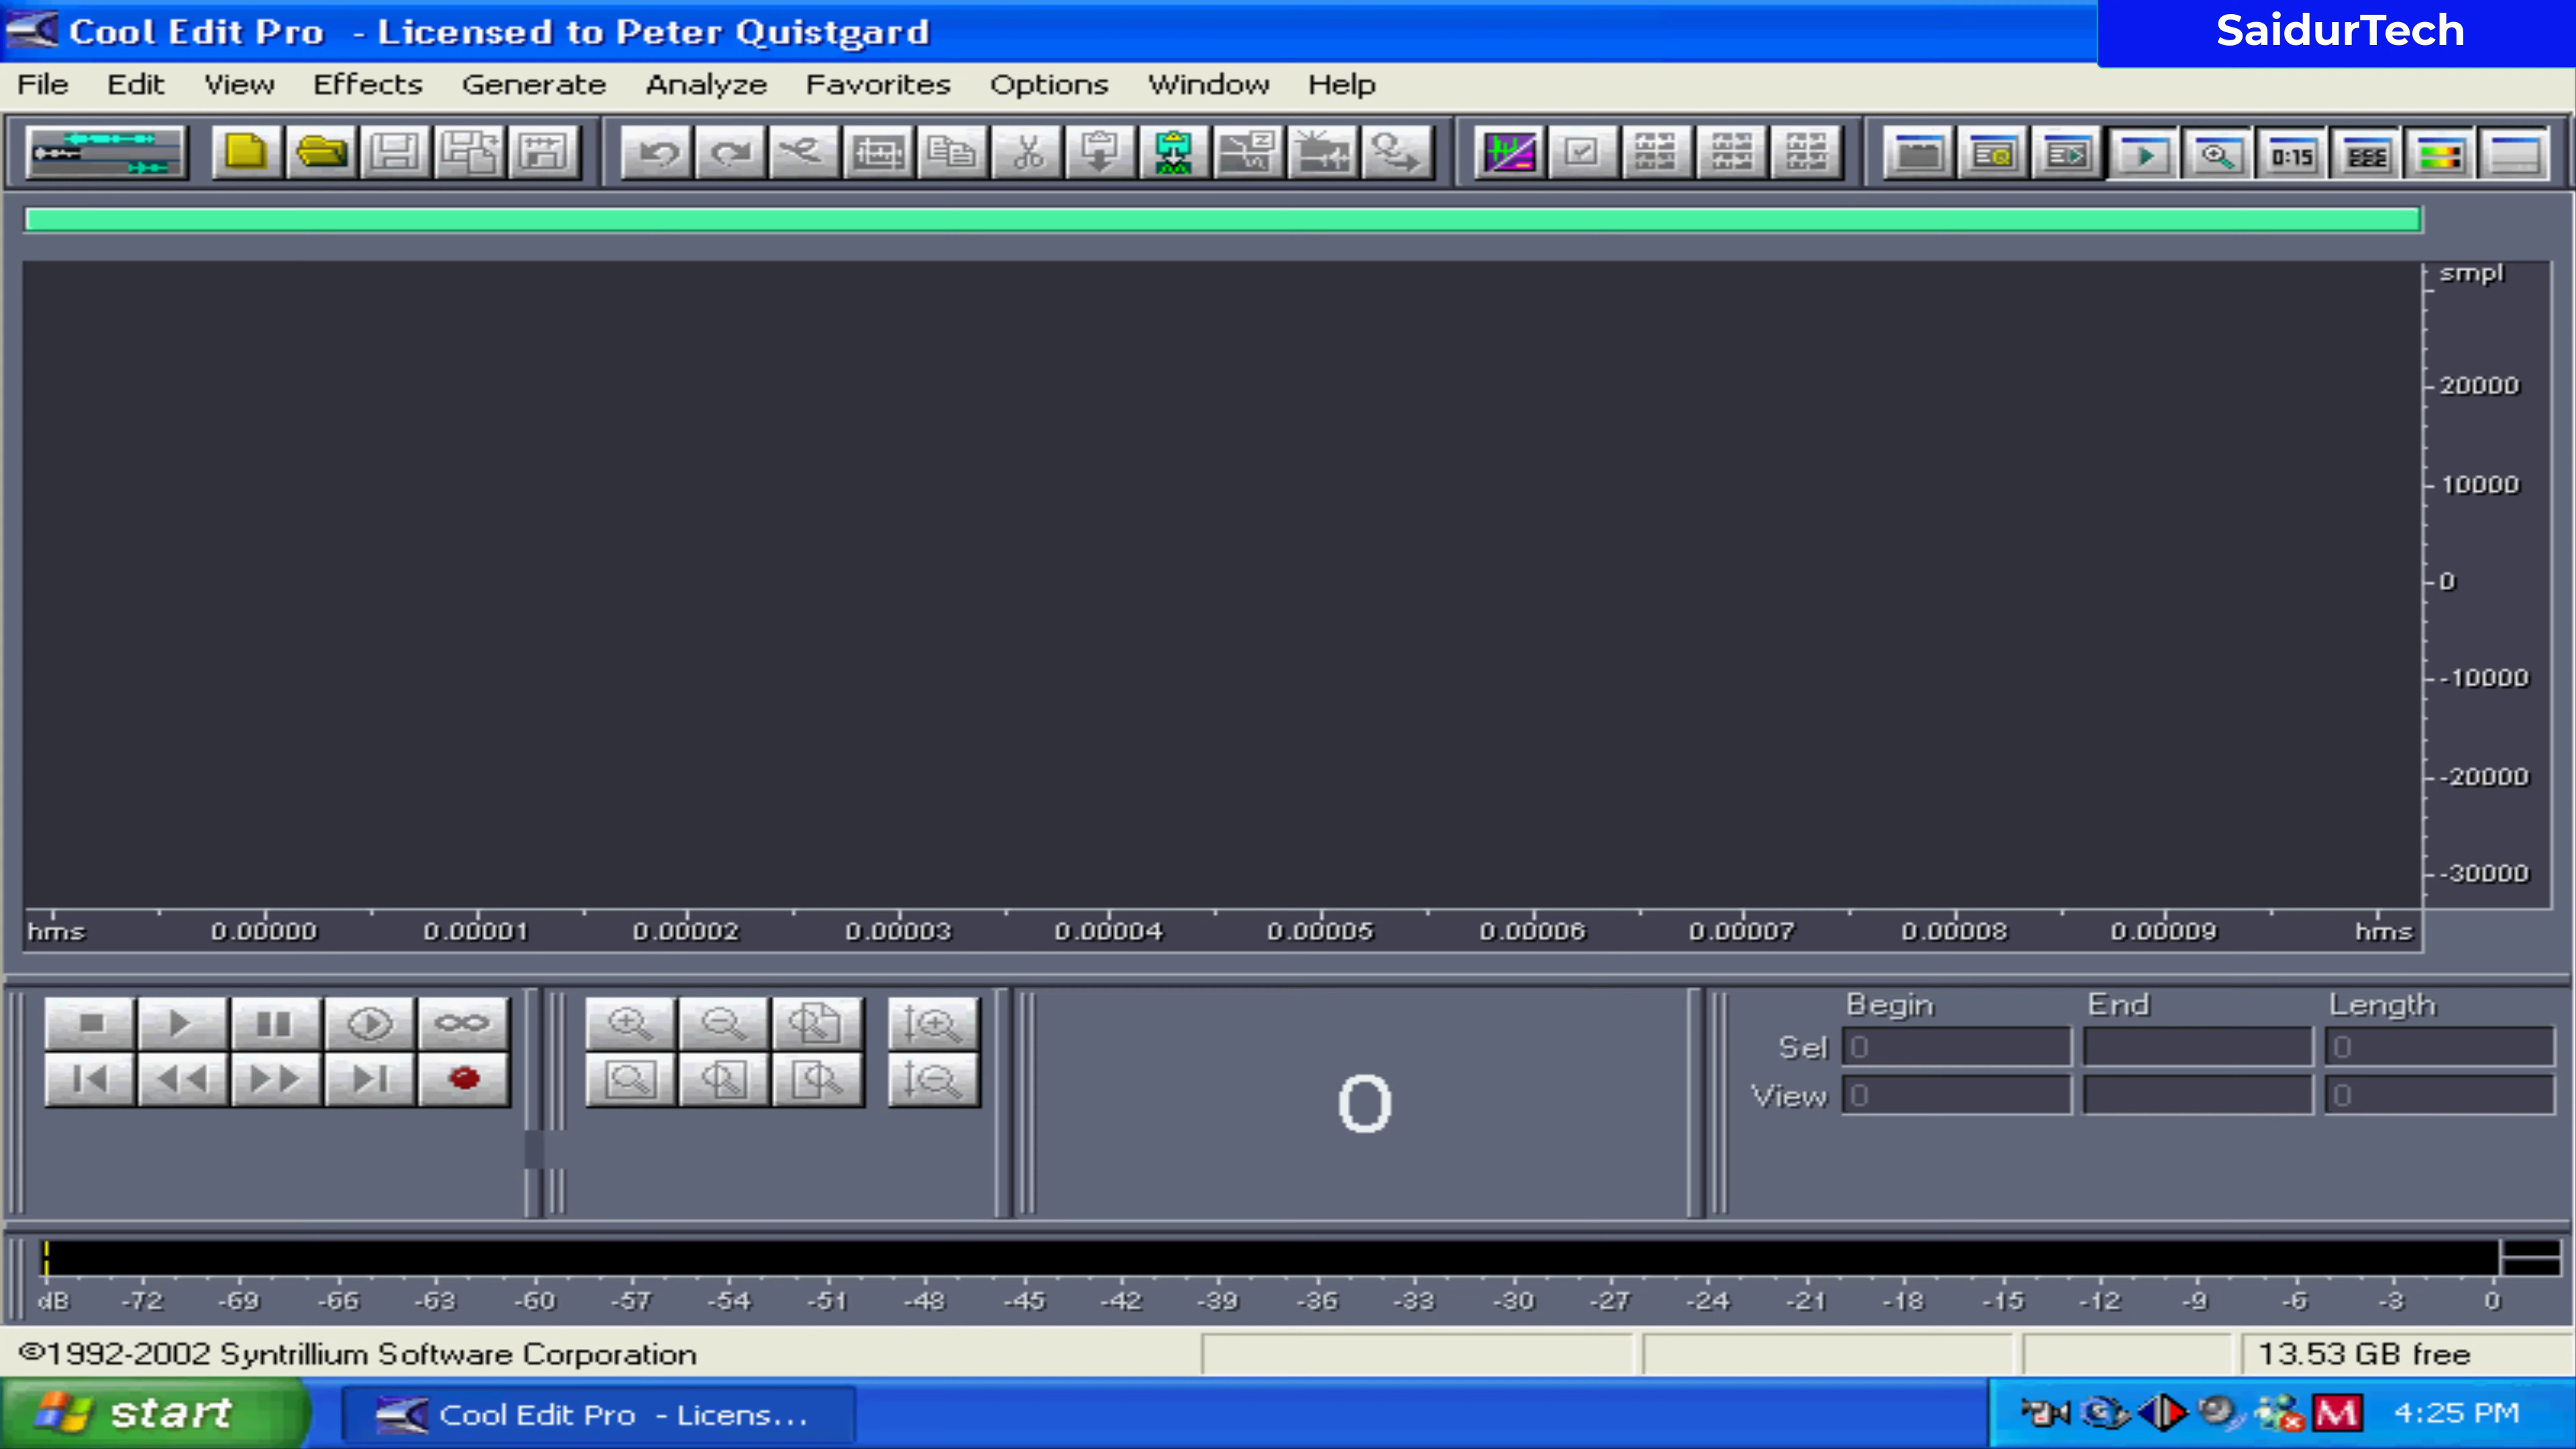 Cool Edit Pro - Licensed to Peter Quistgard
SaidurTech
File Edit View Effects Generate Analyze Favorites Options Window Help
0:15
smpl
20000
10000
0
-10000
-20000
-30000
hms 0.00000 0.00001 0.00002 0.00003 0.00004 0.00005 0.00006 0.00007 0.00008 0.00009 hms
Begin End Length
Sel 0 0
View 0 0
0
dB -72 -69 -66 -63 -60 -57 -54 -51 -48 -45 -42 -39 -36 -33 -30 -27 -24 -21 -18 -15 -12 -9 -6 -3 0
©1992-2002 Syntrillium Software Corporation
13.53 GB free
start
Cool Edit Pro - Licens...
M
4:25 PM